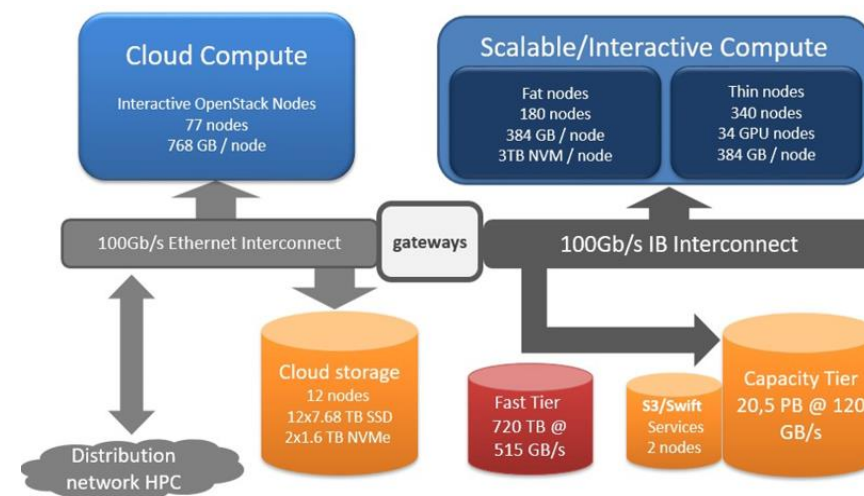 Cloud Compute
Interactive OpenStack Nodes
77 nodes
768 GB / node
Scalable/Interactive Compute
Fat nodes
180 nodes
384 GB / node
3TB NVM / node
Thin nodes
340 nodes
34 GPU nodes
384 GB / node
100Gb/s Ethernet Interconnect
gateways
100Gb/s IB Interconnect
Cloud storage
12 nodes
12x7.68 TB SSD
2x1.6 TB NVMe
Fast Tier
720 TB @
515 GB/s
S3/Swift
Services
2 nodes
Capacity Tier
20,5 PB @ 120
GB/s
Distribution
network HPC